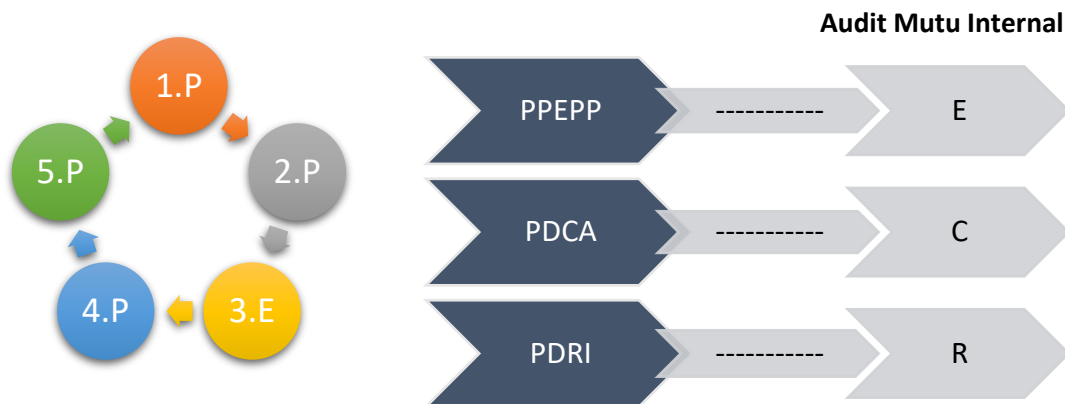 1.P
2.P
3.E
4.P
5.P
Audit Mutu Internal
PPEPP ----------- E
PDCA ----------- C
PDRI ----------- R